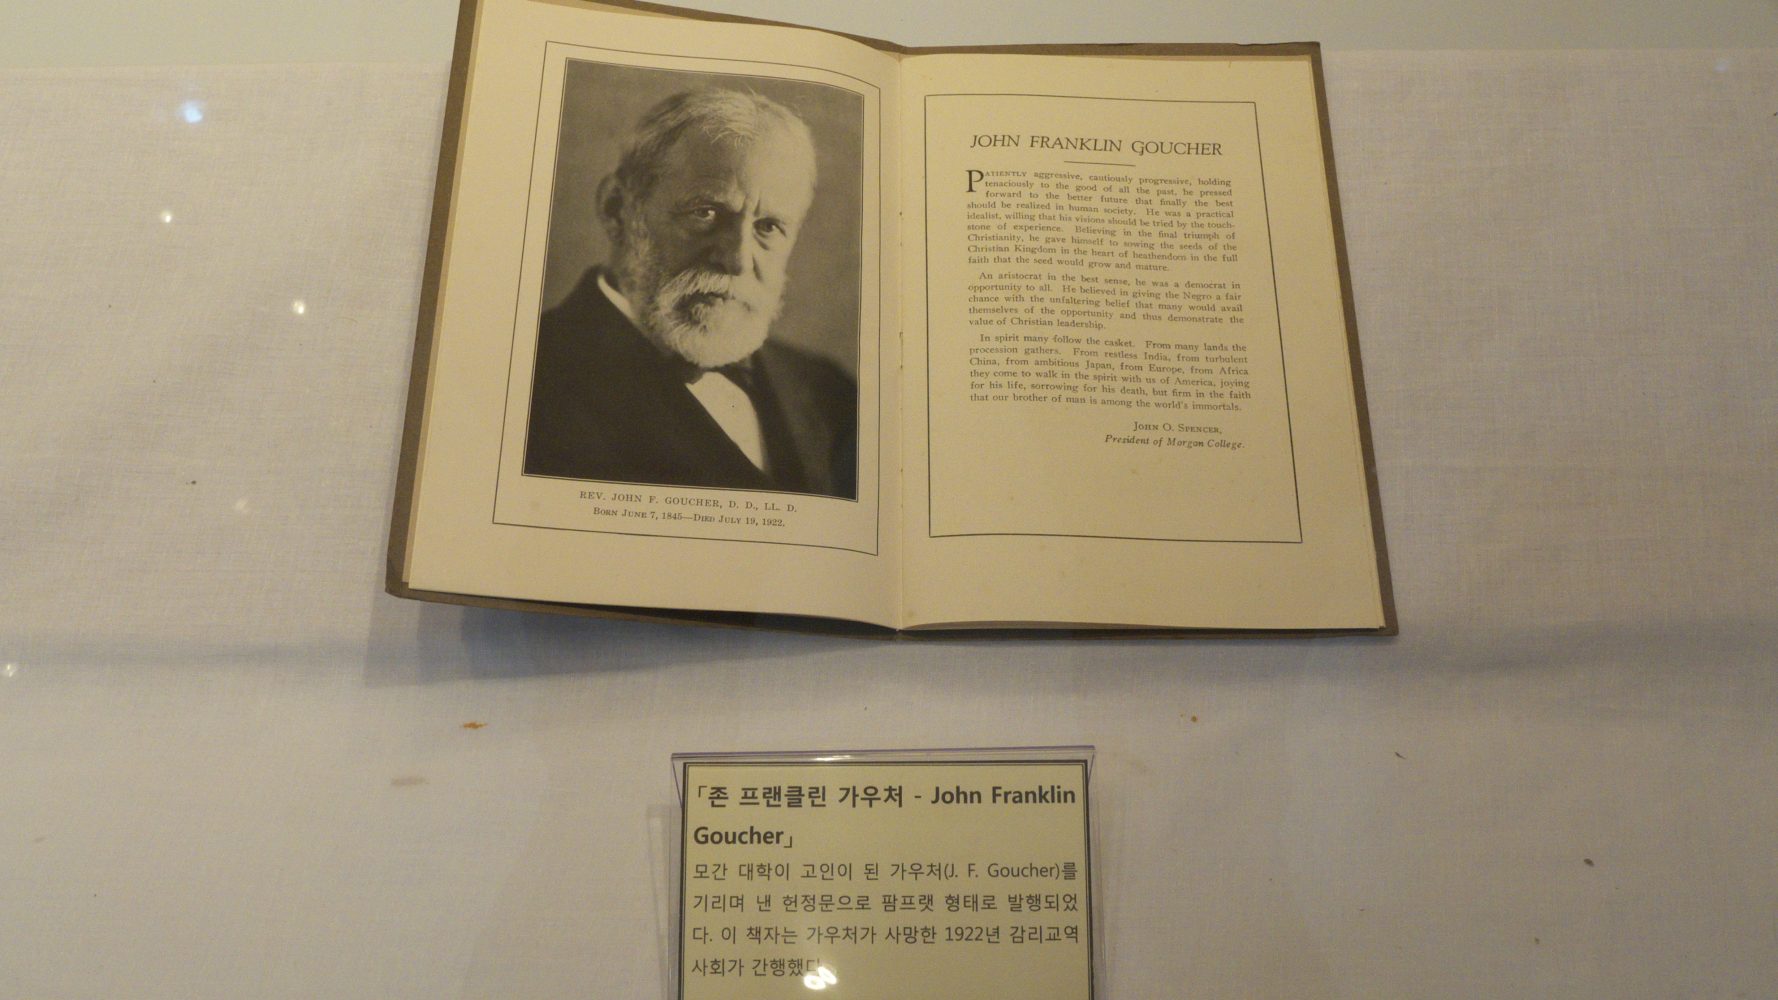 REV. JOHN F. GOUCHER, D. D., LL. D.
BORN JUNE 7, 1845—DIED JULY 19, 1922.
JOHN FRANKLIN GOUCHER
PATIENTLY aggressive, cautiously progressive, holding
tenaciously to the good of all the past, he pressed
forward to the better future that finally the best
should be realized in human society. He was a practical
idealist, willing that his visions should be tried by the touch-
stone of experience. Believing in the final triumph of
Christianity, he gave himself to sowing the seeds of the
Christian Kingdom in the heart of heathendom in the full
faith that the seed would grow and mature.
An aristocrat in the best sense, he was a democrat in
opportunity to all. He believed in giving the Negro a fair
chance with the unfaltering belief that many would avail
themselves of the opportunity and thus demonstrate the
value of Christian leadership.
In spirit many follow the casket. From many lands the
procession gathers. From restless India, from turbulent
China, from ambitious Japan, from Europe, from Africa
they come to walk in the spirit with us of America, joying
for his life, sorrowing for his death, but firm in the faith
that our brother of man is among the world's immortals.
JOHN O. SPENCER,
President of Morgan College.
「존 프랜클린 가우처 - John Franklin
Goucher」
모간 대학이 고인이 된 가우처(J. F. Goucher)를
기리며 낸 헌정문으로 팜프랫 형태로 발행되었
다. 이 책자는 가우처가 사망한 1922년 감리교역
사회가 간행했다